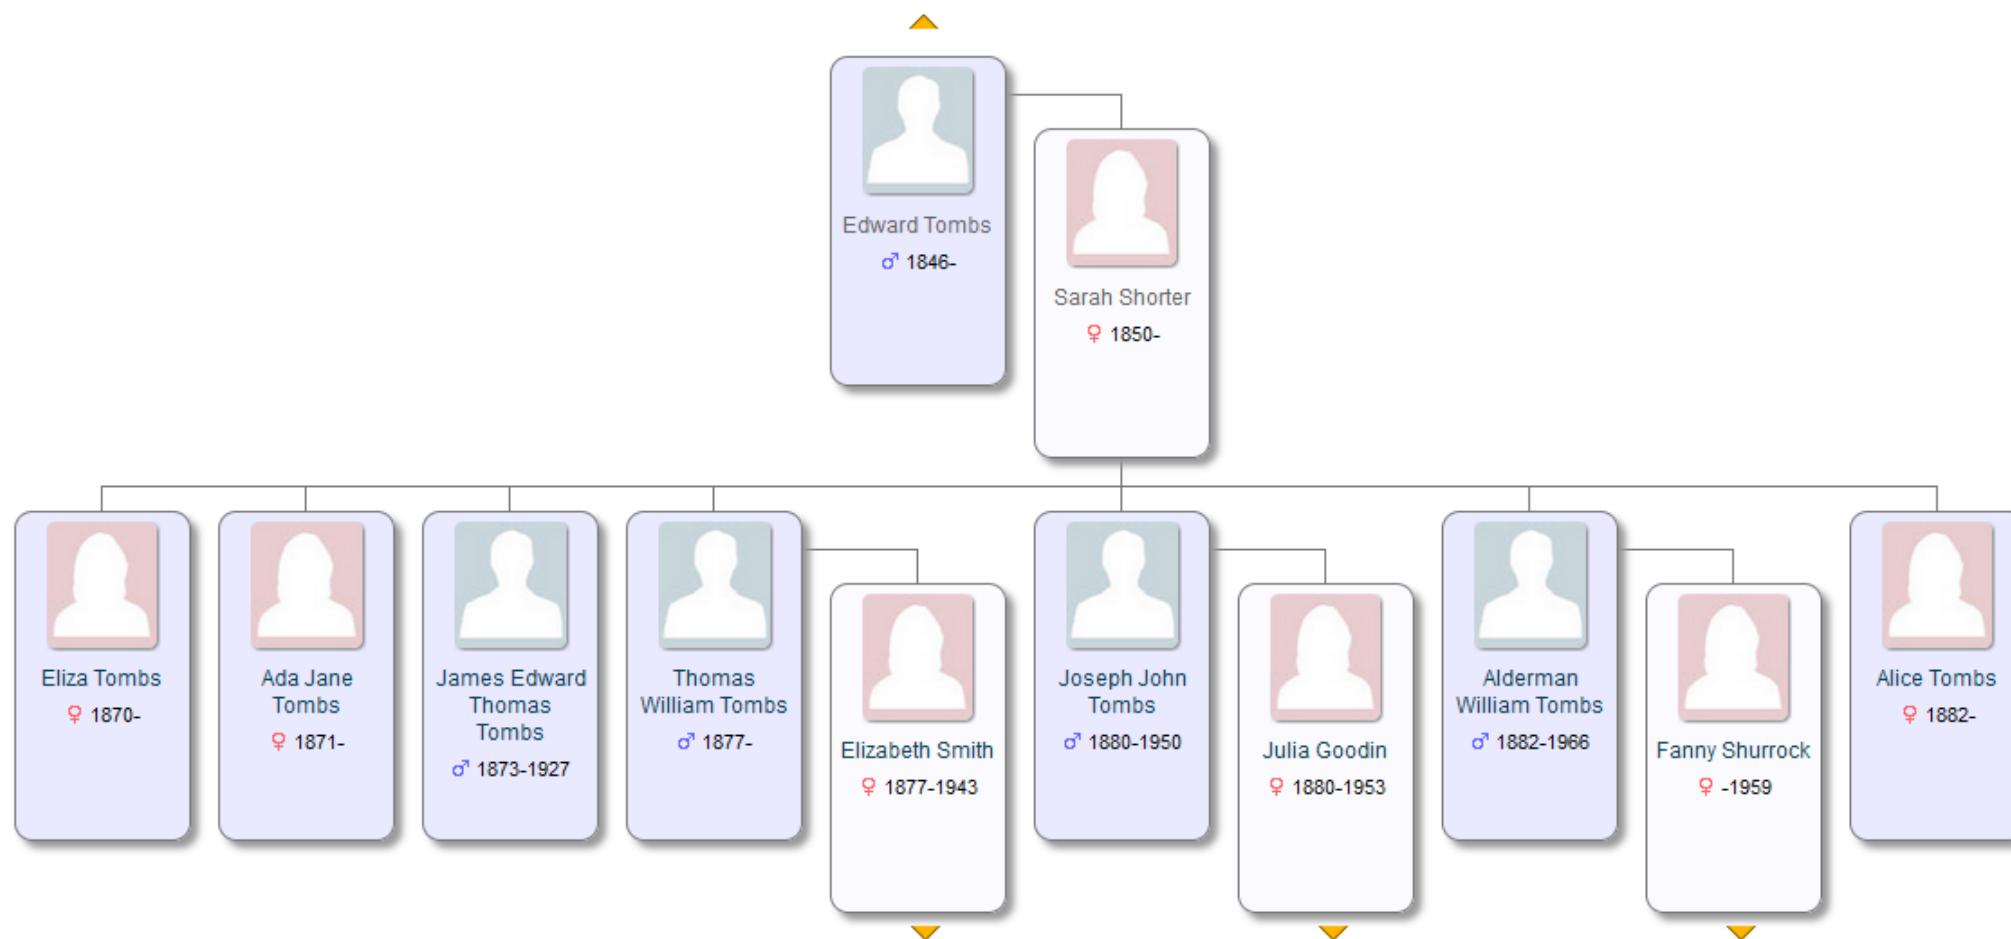 Edward Tombs
♂ 1846-
Sarah Shorter
♀ 1850-
Eliza Tombs
♀ 1870-
Ada Jane
Tombs
♀ 1871-
James Edward
Thomas
Tombs
♂ 1873-1927
Thomas
William Tombs
♂ 1877-
Elizabeth Smith
♀ 1877-1943
Joseph John
Tombs
♂ 1880-1950
Julia Goodin
♀ 1880-1953
Alderman
William Tombs
♂ 1882-1966
Fanny Shurrock
♀ -1959
Alice Tombs
♀ 1882-